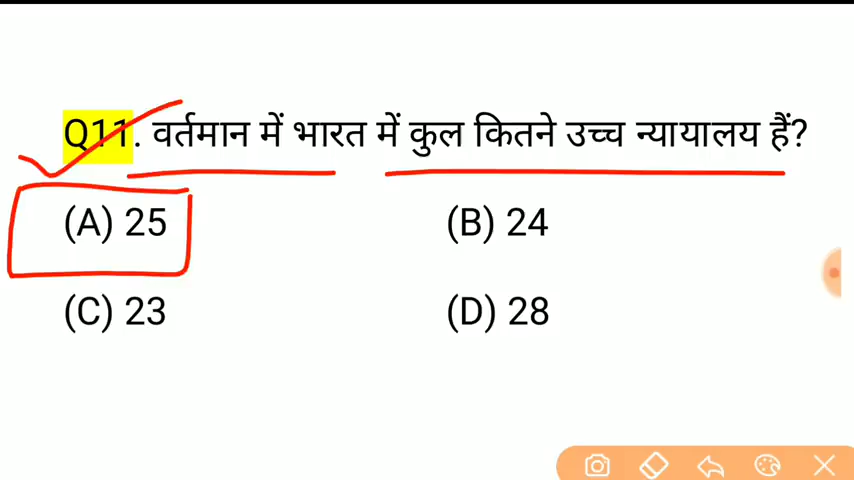 Q11. वर्तमान में भारत में कुल कितने उच्च न्यायालय हैं?
(A) 25 (B) 24
(C) 23 (D) 28